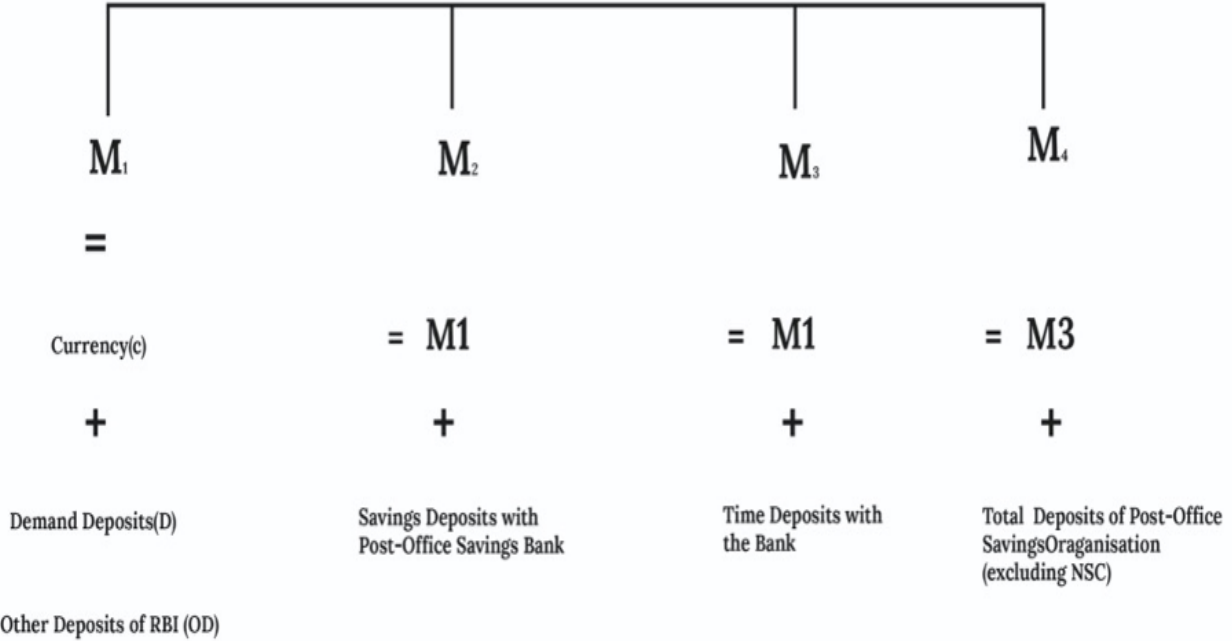 M₁
=
Currency(c)
+
Demand Deposits(D)
Other Deposits of RBI (OD)
M₂
= M1
+
Savings Deposits with
Post-Office Savings Bank
M₃
= M1
+
Time Deposits with
the Bank
M₄
= M3
+
Total Deposits of Post-Office
SavingsOraganisation
(excluding NSC)